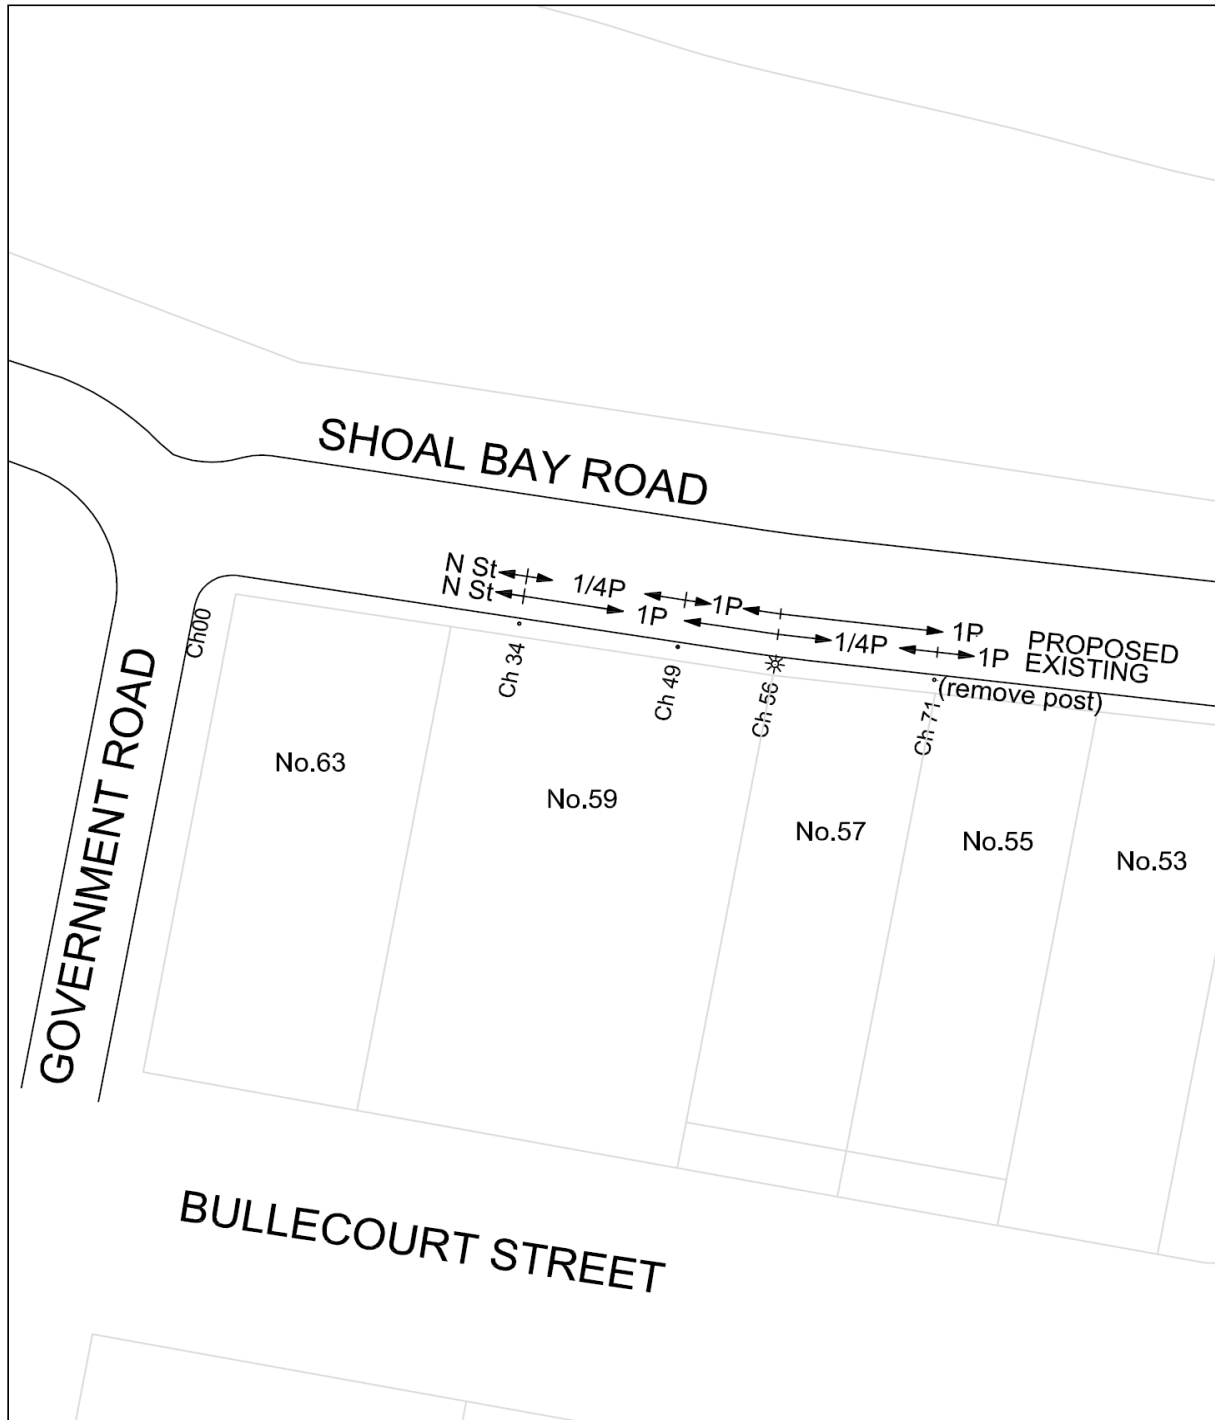 SHOAL BAY ROAD
N St 1/4P 1P 1P PROPOSED
N St 1P 1/4P 1P EXISTING
(remove post)
Ch00
Ch 34
Ch 49
Ch 56
Ch 71
No.63
No.59
No.57
No.55
No.53
GOVERNMENT ROAD
BULLECOURT STREET